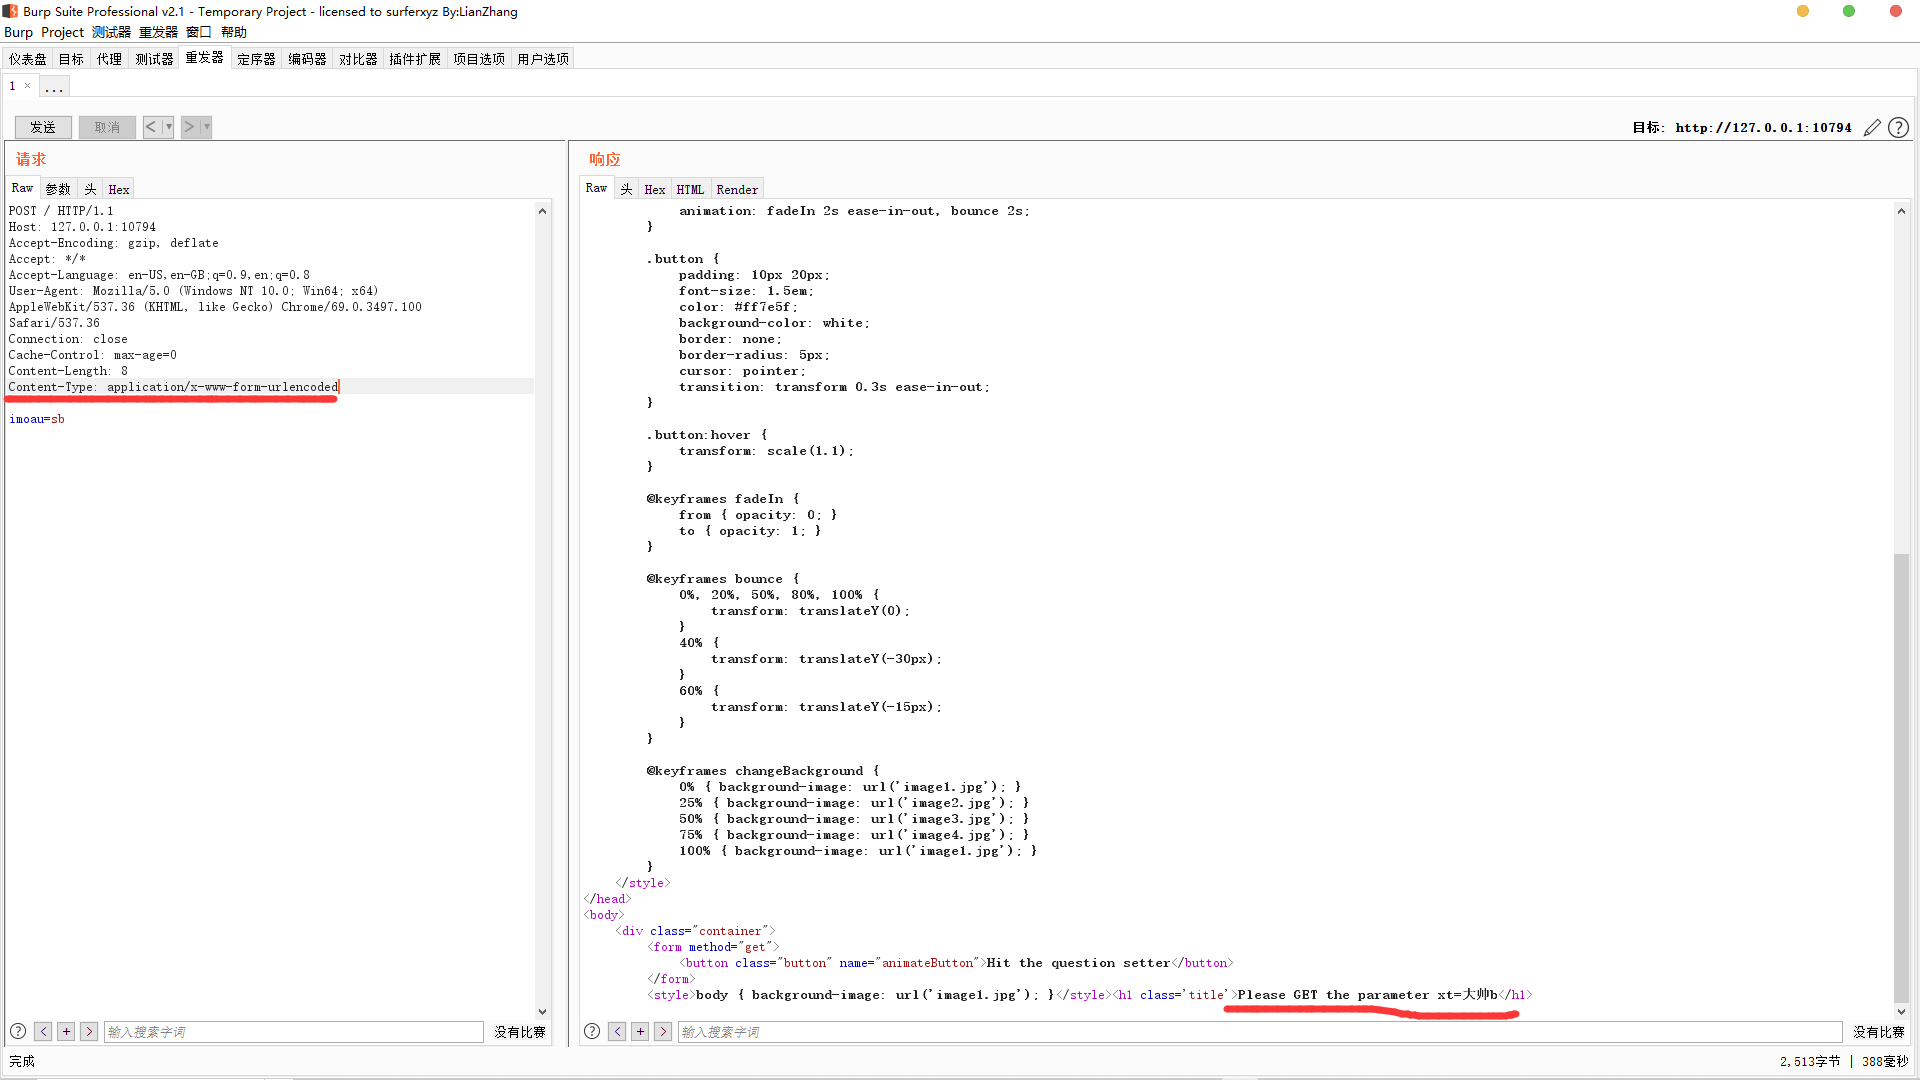 Burp Suite Professional v2.1 - Temporary Project - licensed to surferxyz By:LianZhang
Burp Project 测试器 重发器 窗口 帮助
仪表盘 目标 代理 测试器 重发器 定序器 编码器 对比器 插件扩展 项目选项 用户选项
1 × ...
发送 取消 < ▼ > ▼ 目标: http://127.0.0.1:10794 ?
请求
Raw 参数 头 Hex
POST / HTTP/1.1
Host: 127.0.0.1:10794
Accept-Encoding: gzip, deflate
Accept: */*
Accept-Language: en-US,en-GB;q=0.9,en;q=0.8
User-Agent: Mozilla/5.0 (Windows NT 10.0; Win64; x64)
AppleWebKit/537.36 (KHTML, like Gecko) Chrome/69.0.3497.100
Safari/537.36
Connection: close
Cache-Control: max-age=0
Content-Length: 8
Content-Type: application/x-www-form-urlencoded
imoau=sb
? < + > 输入搜索字词 没有比赛
响应
Raw 头 Hex HTML Render
animation: fadeIn 2s ease-in-out, bounce 2s;
}
.button {
padding: 10px 20px;
font-size: 1.5em;
color: #ff7e5f;
background-color: white;
border: none;
border-radius: 5px;
cursor: pointer;
transition: transform 0.3s ease-in-out;
}
.button:hover {
transform: scale(1.1);
}
@keyframes fadeIn {
from { opacity: 0; }
to { opacity: 1; }
}
@keyframes bounce {
0%, 20%, 50%, 80%, 100% {
transform: translateY(0);
}
40% {
transform: translateY(-30px);
}
60% {
transform: translateY(-15px);
}
}
@keyframes changeBackground {
0% { background-image: url('image1.jpg'); }
25% { background-image: url('image2.jpg'); }
50% { background-image: url('image3.jpg'); }
75% { background-image: url('image4.jpg'); }
100% { background-image: url('image1.jpg'); }
}
</style>
</head>
<body>
<div class="container">
<form method="get">
<button class="button" name="animateButton">Hit the question setter</button>
</form>
<style>body { background-image: url('image1.jpg'); }</style><h1 class='title'>Please GET the parameter xt=大帅b</h1>
? < + > 输入搜索字词 没有比赛
完成 2,513字节 | 388毫秒